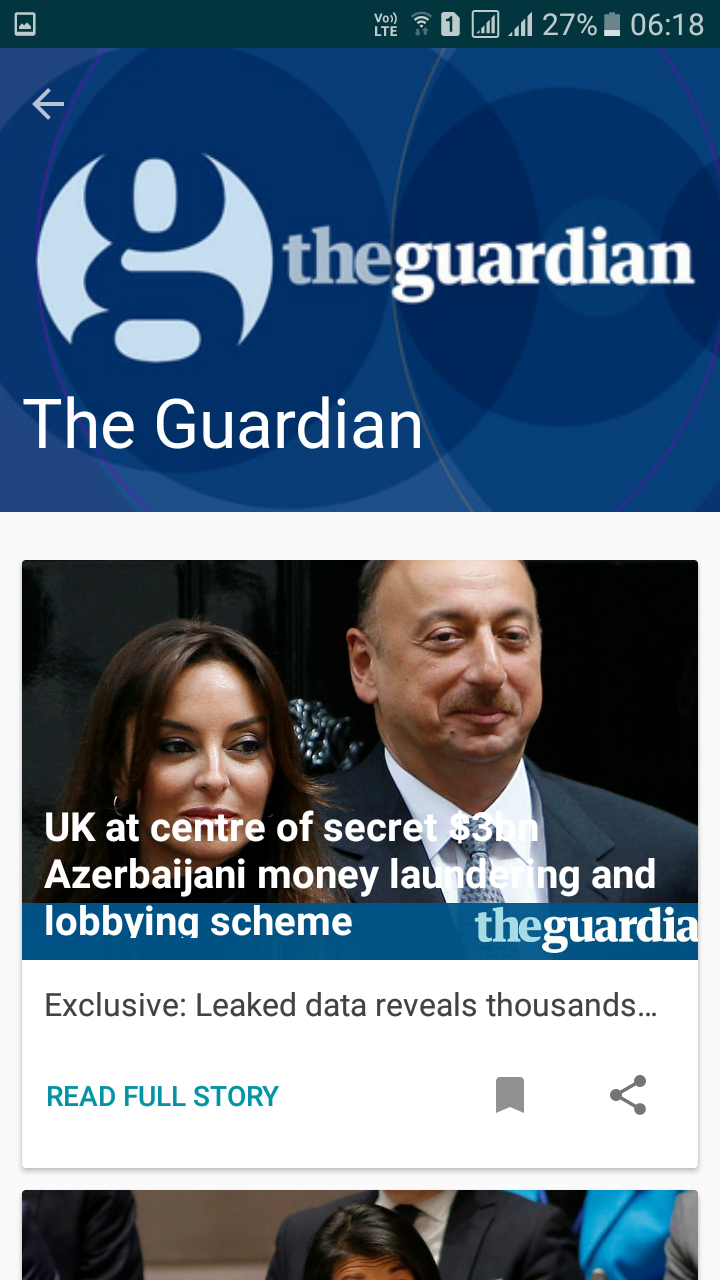 Vo)) LTE 1 27% 06:18
theguardian
The Guardian
UK at centre of secret $3bn
Azerbaijani money laundering and
lobbying scheme
theguardia
Exclusive: Leaked data reveals thousands…
READ FULL STORY